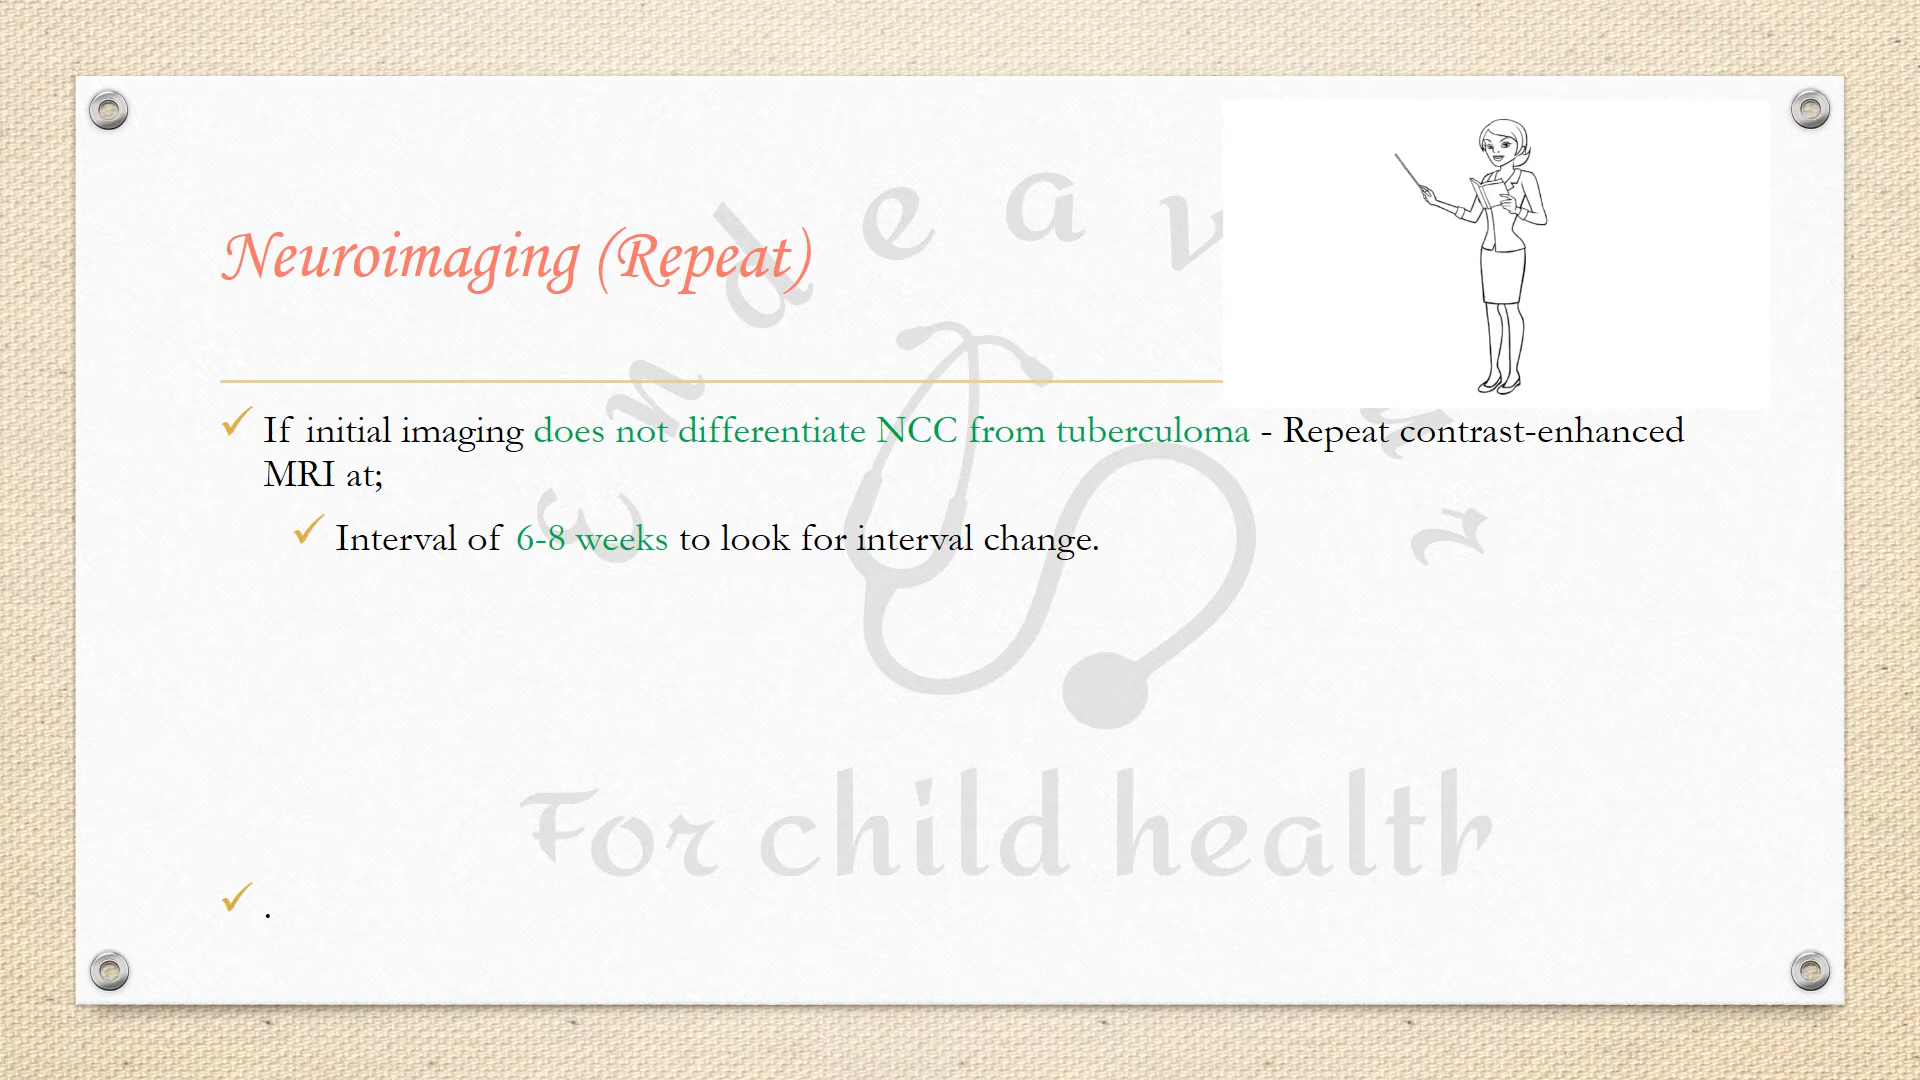 Neuroimaging (Repeat)
If initial imaging does not differentiate NCC from tuberculoma - Repeat contrast-enhanced
MRI at;
Interval of 6-8 weeks to look for interval change.
For child health
.